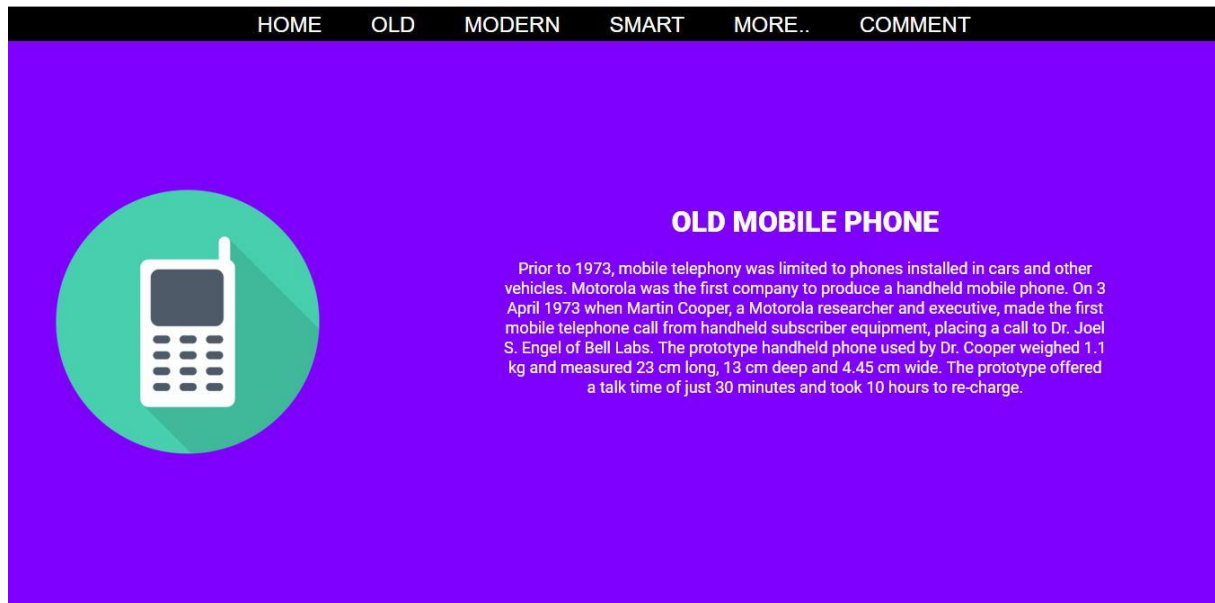 HOME OLD MODERN SMART MORE.. COMMENT
OLD MOBILE PHONE
Prior to 1973, mobile telephony was limited to phones installed in cars and other
vehicles. Motorola was the first company to produce a handheld mobile phone. On 3
April 1973 when Martin Cooper, a Motorola researcher and executive, made the first
mobile telephone call from handheld subscriber equipment, placing a call to Dr. Joel
S. Engel of Bell Labs. The prototype handheld phone used by Dr. Cooper weighed 1.1
kg and measured 23 cm long, 13 cm deep and 4.45 cm wide. The prototype offered
a talk time of just 30 minutes and took 10 hours to re-charge.